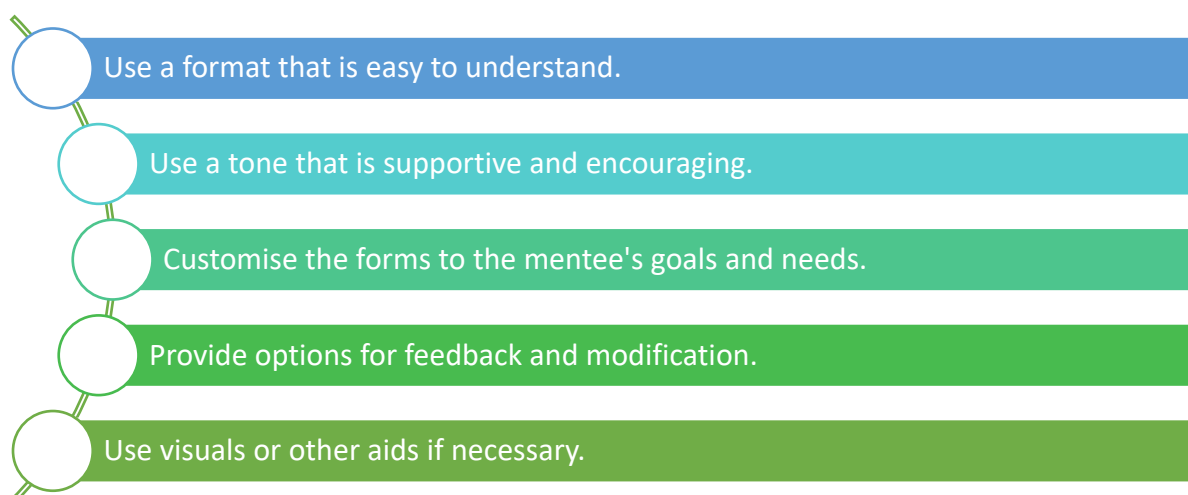 Use a format that is easy to understand.
Use a tone that is supportive and encouraging.
Customise the forms to the mentee's goals and needs.
Provide options for feedback and modification.
Use visuals or other aids if necessary.